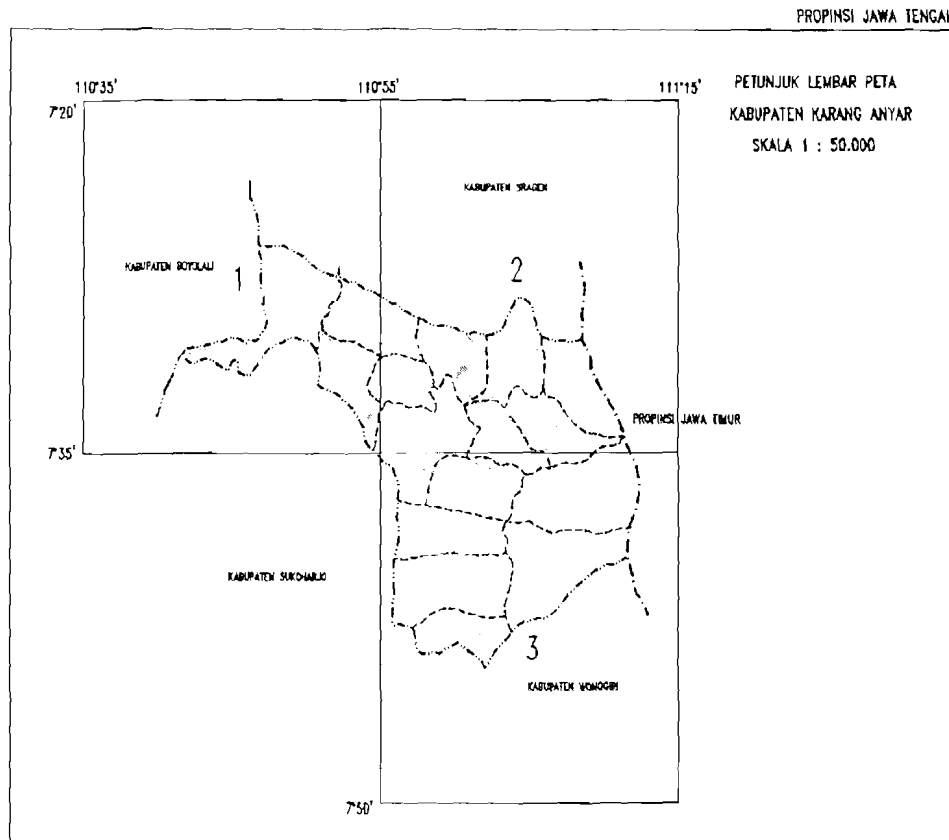 PROPINSI JAWA TENGAH
110°35'
110°55'
111°15'
PETUNJUK LEMBAR PETA
KABUPATEN KARANG ANYAR
SKALA 1 : 50.000
7°20'
KABUPATEN SRAGEN
KABUPATEN BOYOLALI
1
2
PROPINSI JAWA TIMUR
7°35'
KABUPATEN SUKOHARJO
3
KABUPATEN WONOGIRI
7°50'